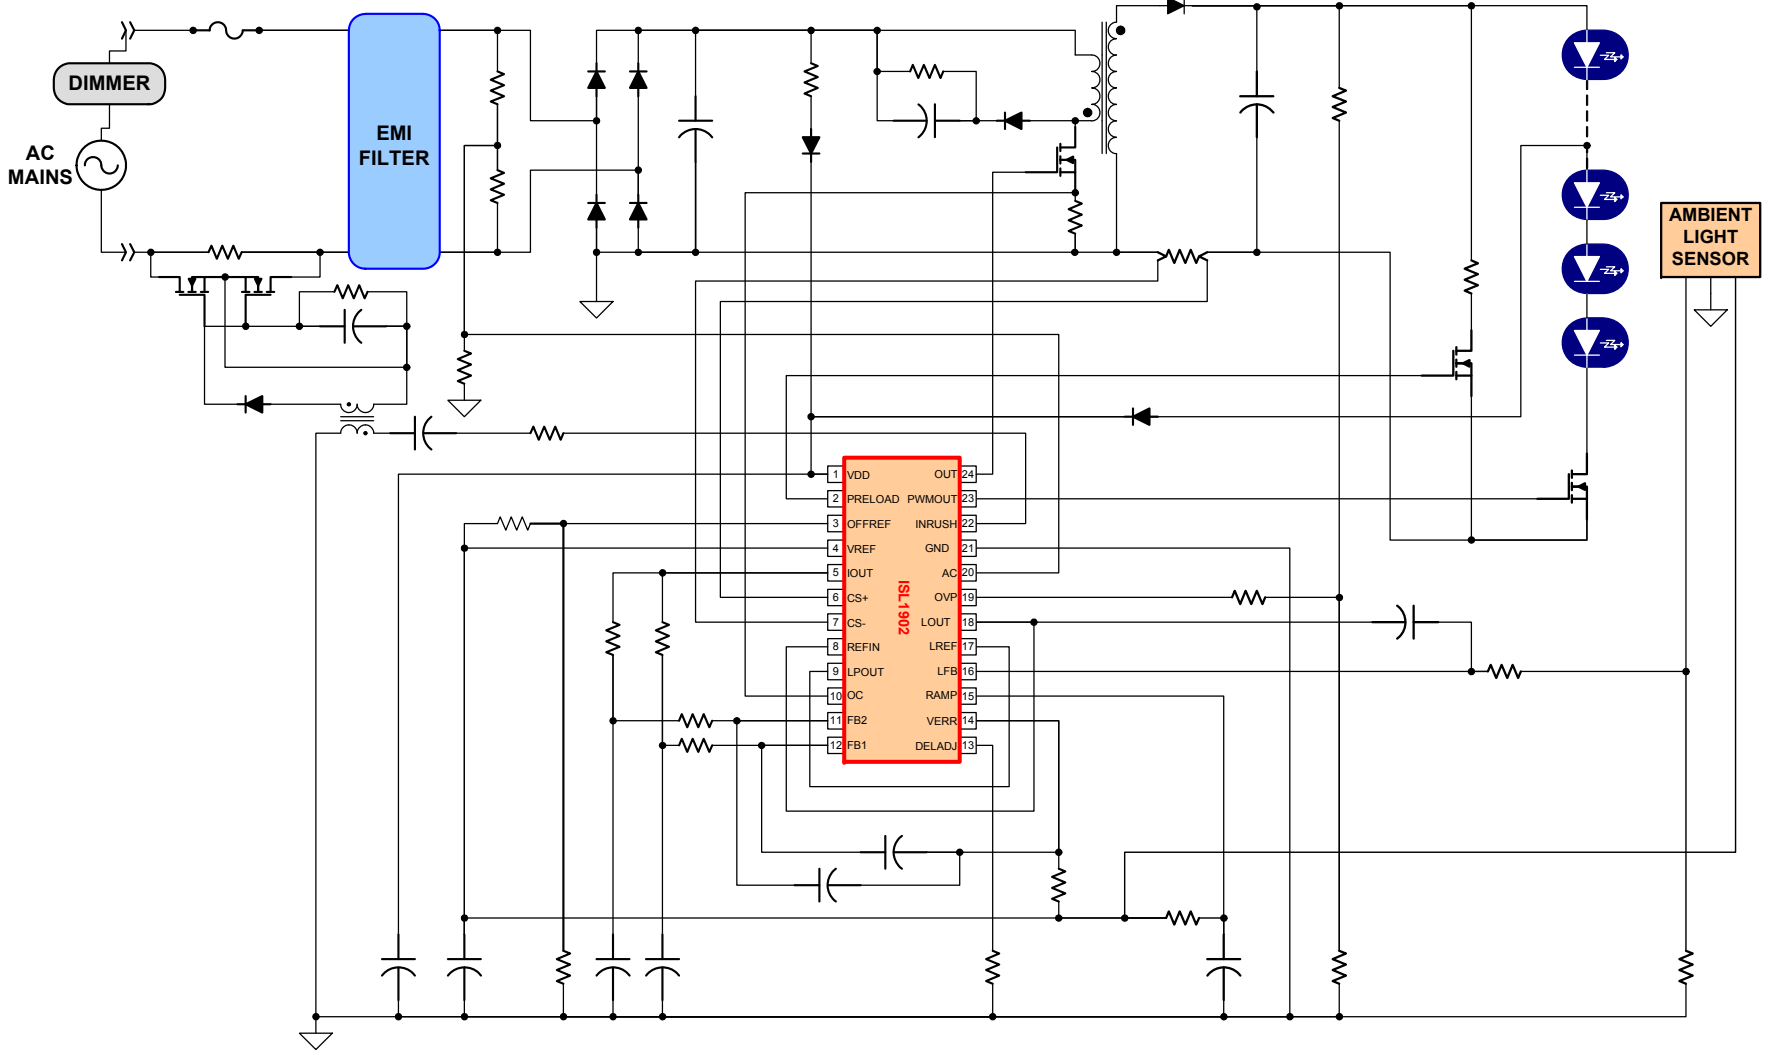 DIMMER
AC
MAINS
EMI
FILTER
AMBIENT
LIGHT
SENSOR
1 VDD
2 PRELOAD
3 OFFREF
4 VREF
5 IOUT
6 CS+
7 CS-
8 REFIN
9 LPOUT
10 OC
11 FB2
12 FB1
ISL1902
OUT 24
PWMOUT 23
INRUSH 22
GND 21
AC 20
OVP 19
LOUT 18
LREF 17
LFB 16
RAMP 15
VERR 14
DELADJ 13